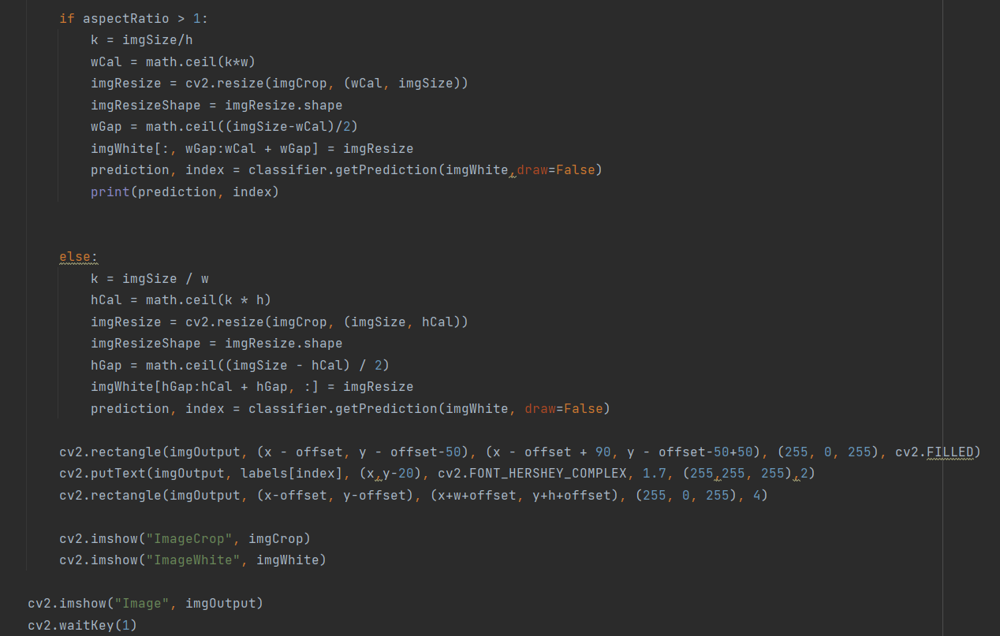 if aspectRatio > 1:
k = imgSize/h
wCal = math.ceil(k*w)
imgResize = cv2.resize(imgCrop, (wCal, imgSize))
imgResizeShape = imgResize.shape
wGap = math.ceil((imgSize-wCal)/2)
imgWhite[:, wGap:wCal + wGap] = imgResize
prediction, index = classifier.getPrediction(imgWhite,draw=False)
print(prediction, index)
else:
k = imgSize / w
hCal = math.ceil(k * h)
imgResize = cv2.resize(imgCrop, (imgSize, hCal))
imgResizeShape = imgResize.shape
hGap = math.ceil((imgSize - hCal) / 2)
imgWhite[hGap:hCal + hGap, :] = imgResize
prediction, index = classifier.getPrediction(imgWhite, draw=False)
cv2.rectangle(imgOutput, (x - offset, y - offset-50), (x - offset + 90, y - offset-50+50), (255, 0, 255), cv2.FILLED)
cv2.putText(imgOutput, labels[index], (x,y-20), cv2.FONT_HERSHEY_COMPLEX, 1.7, (255,255, 255),2)
cv2.rectangle(imgOutput, (x-offset, y-offset), (x+w+offset, y+h+offset), (255, 0, 255), 4)
cv2.imshow("ImageCrop", imgCrop)
cv2.imshow("ImageWhite", imgWhite)
cv2.imshow("Image", imgOutput)
cv2.waitKey(1)